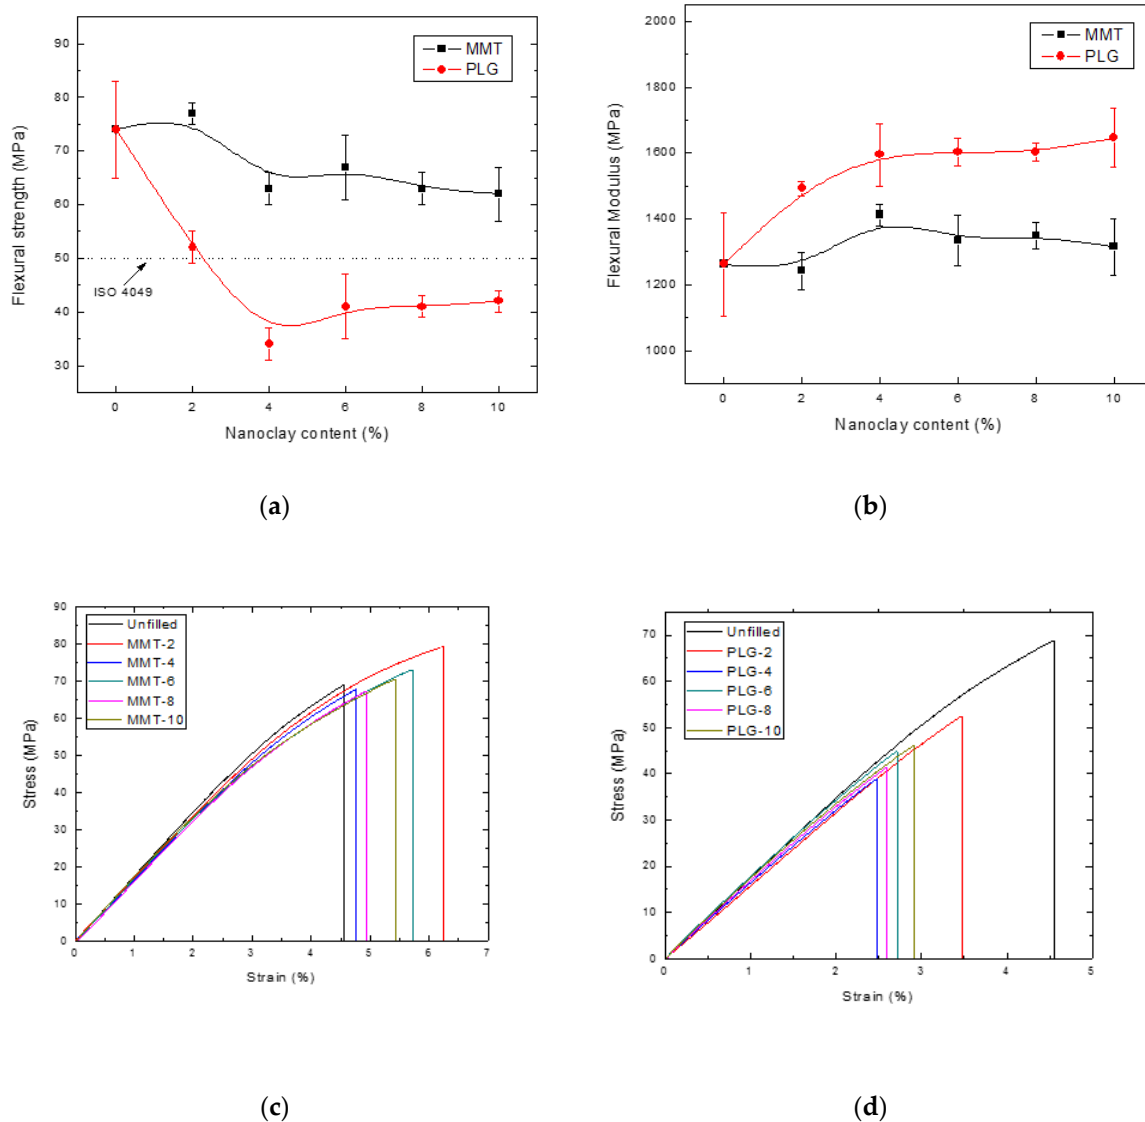 90
80
70
60
50
40
30
Flexural strength (MPa)
MMT
PLG
ISO 4049
0 2 4 6 8 10
Nanoclay content (%)
(a)
2000
1800
1600
1400
1200
1000
Flexural Modulus (MPa)
MMT
PLG
0 2 4 6 8 10
Nanoclay content (%)
(b)
90
80
70
60
50
40
30
20
10
0
Stress (MPa)
Unfilled
MMT-2
MMT-4
MMT-6
MMT-8
MMT-10
0 1 2 3 4 5 6 7
Strain (%)
(c)
70
60
50
40
30
20
10
0
Stress (MPa)
Unfilled
PLG-2
PLG-4
PLG-6
PLG-8
PLG-10
0 1 2 3 4 5
Strain (%)
(d)